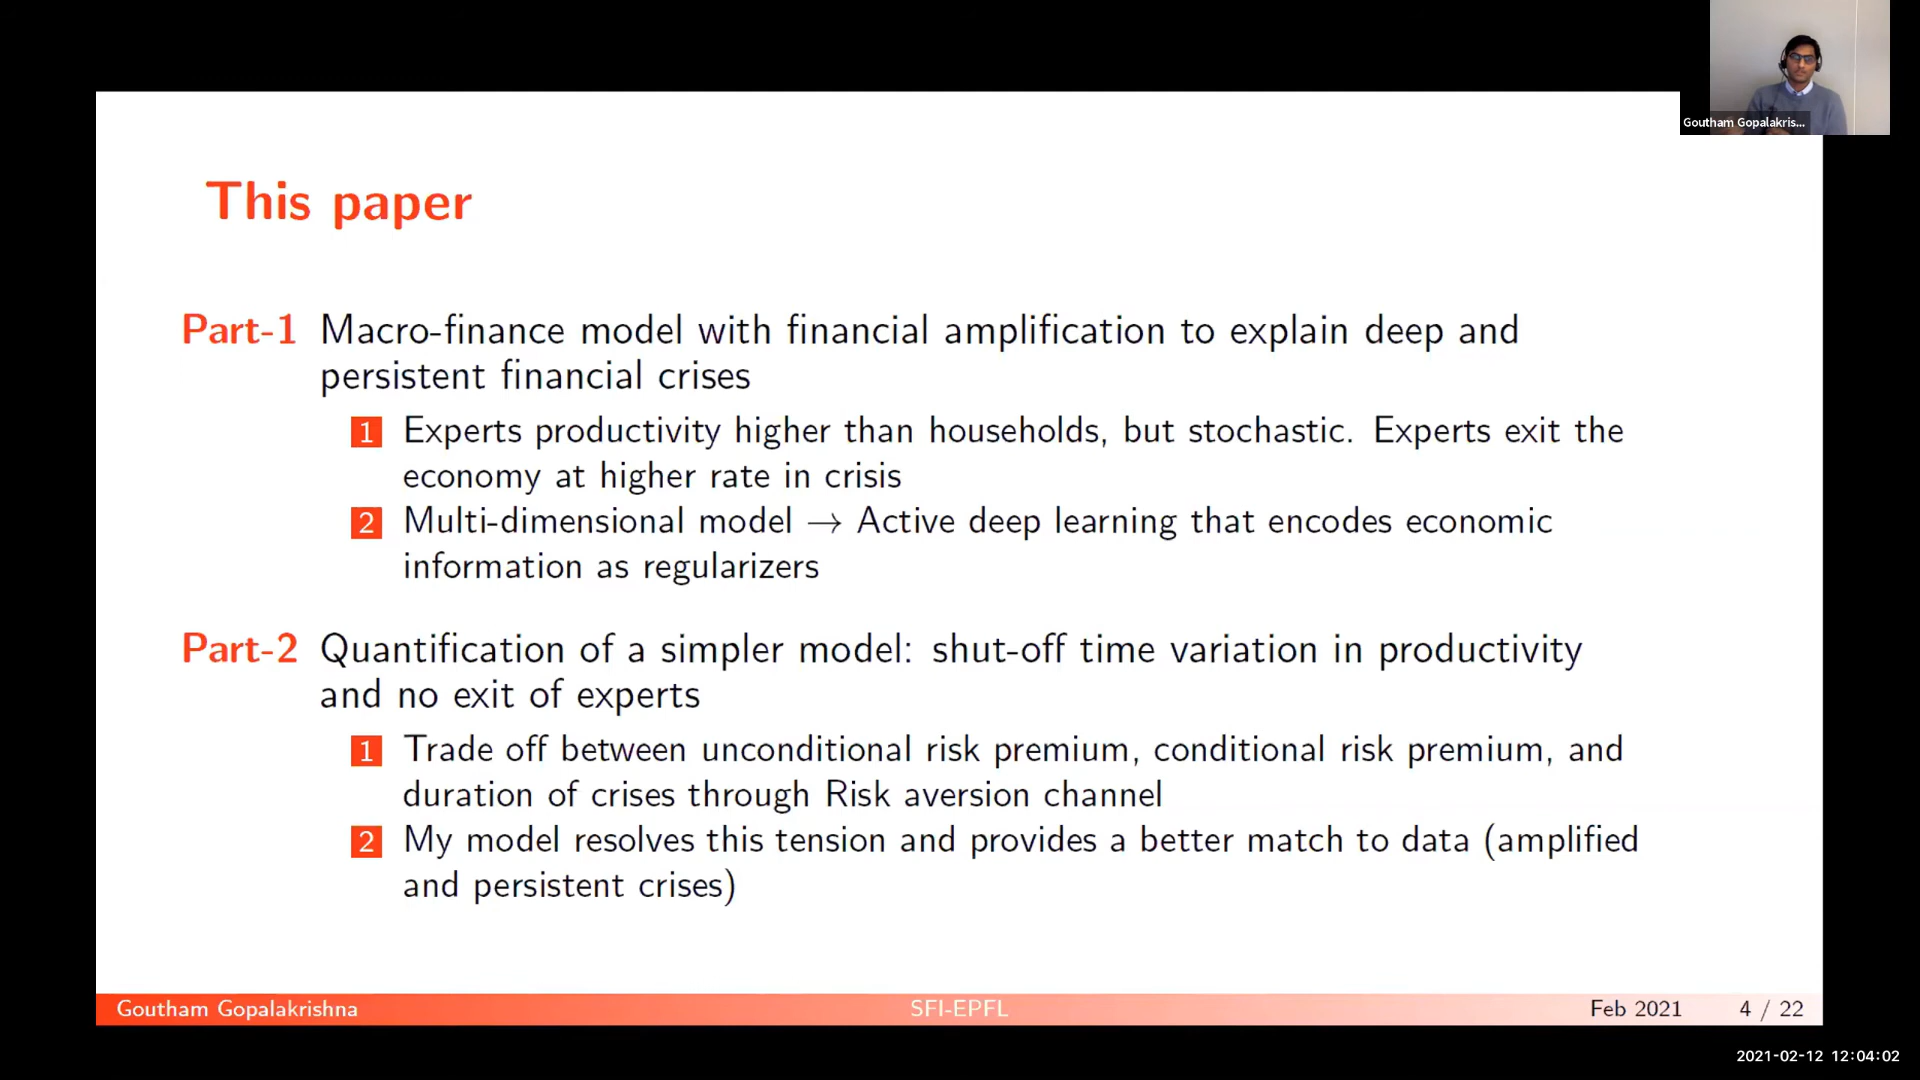 Goutham Gopalakris...
This paper
Part-1 Macro-finance model with financial amplification to explain deep and
persistent financial crises
1 Experts productivity higher than households, but stochastic. Experts exit the
economy at higher rate in crisis
2 Multi-dimensional model → Active deep learning that encodes economic
information as regularizers
Part-2 Quantification of a simpler model: shut-off time variation in productivity
and no exit of experts
1 Trade off between unconditional risk premium, conditional risk premium, and
duration of crises through Risk aversion channel
2 My model resolves this tension and provides a better match to data (amplified
and persistent crises)
Goutham Gopalakrishna SFI-EPFL Feb 2021 4 / 22
2021-02-12 12:04:02